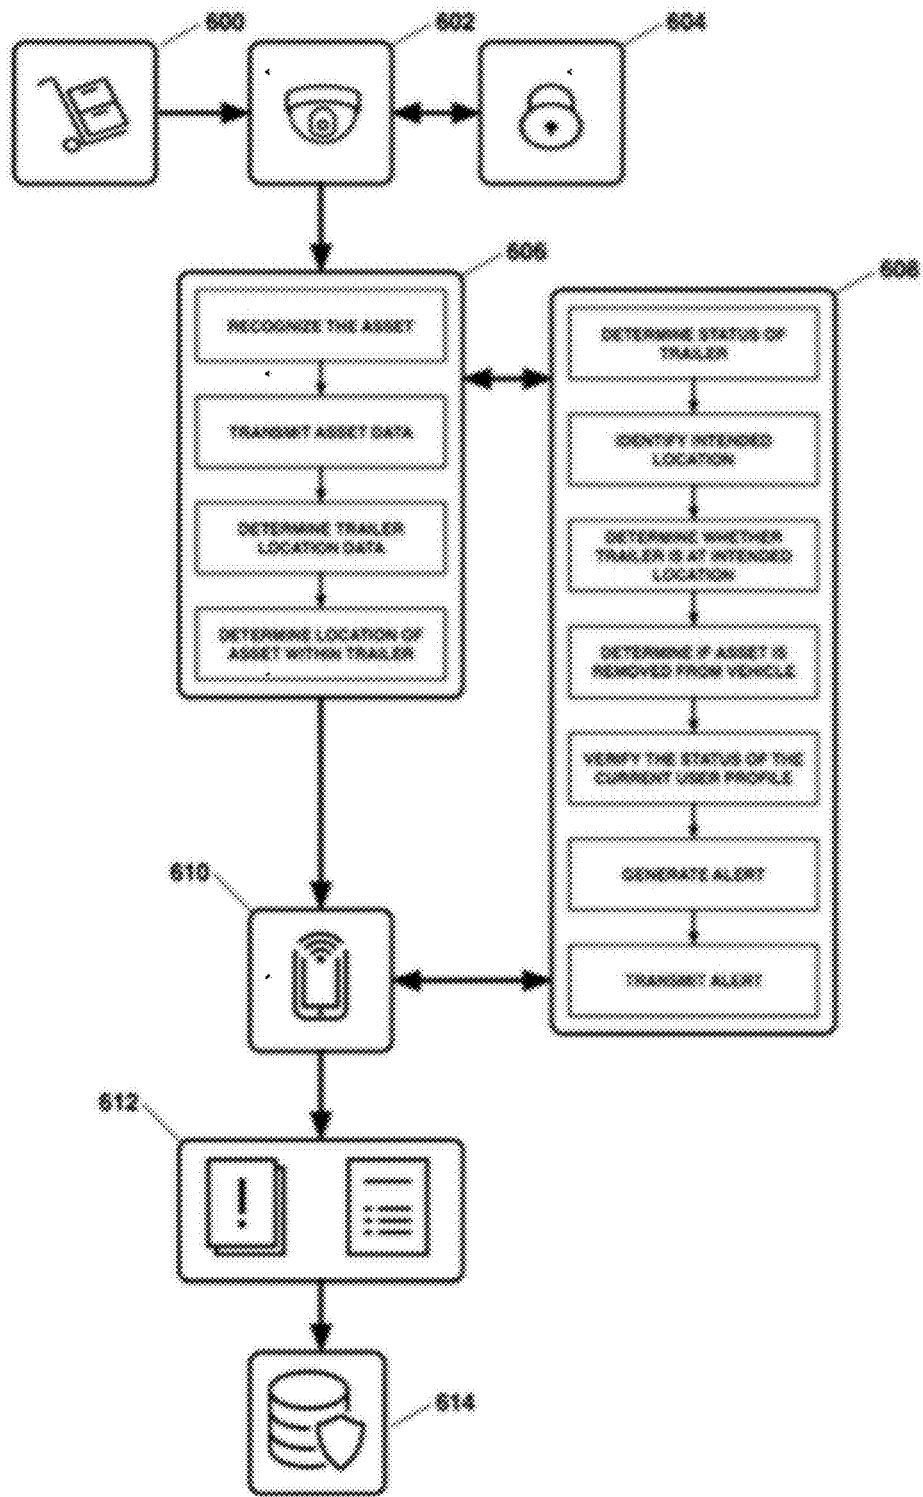 600
602
604
606
608
RECOGNIZE THE ASSET
TRANSMIT ASSET DATA
DETERMINE TRAILER
LOCATION DATA
DETERMINE LOCATION OF
ASSET WITHIN TRAILER
DETERMINE STATUS OF
TRAILER
IDENTIFY INTENDED
LOCATION
DETERMINE WHETHER
TRAILER IS AT INTENDED
LOCATION
DETERMINE IF ASSET IS
REMOVED FROM VEHICLE
VERIFY THE STATUS OF THE
CURRENT USER PROFILE
GENERATE ALERT
TRANSMIT ALERT
610
612
!
614